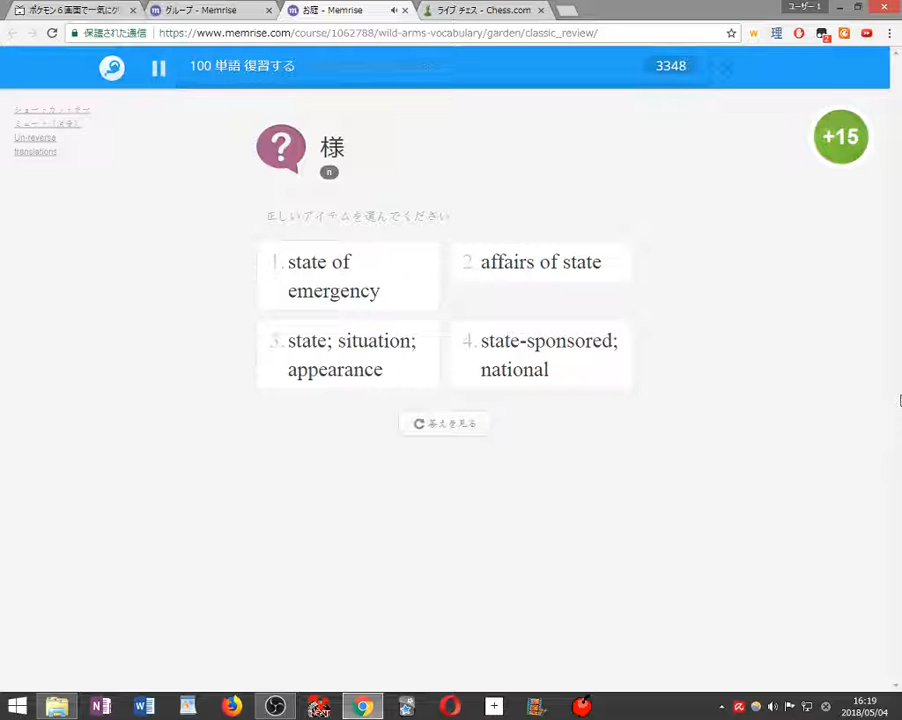 ポケモン６画面で一気にク
グループ - Memrise
お庭 - Memrise
ライブ チェス - Chess.com
ユーザー 1
保護された通信
https://www.memrise.com/course/1062788/wild-arms-vocabulary/garden/classic_review/
100 単語 復習する
3348
Un-reverse
translations
+15
?
様
n
正しいアイテムを選んでください
1. state of
emergency
2. affairs of state
3. state; situation;
appearance
4. state-sponsored;
national
答えを見る
16:19
2018/05/04